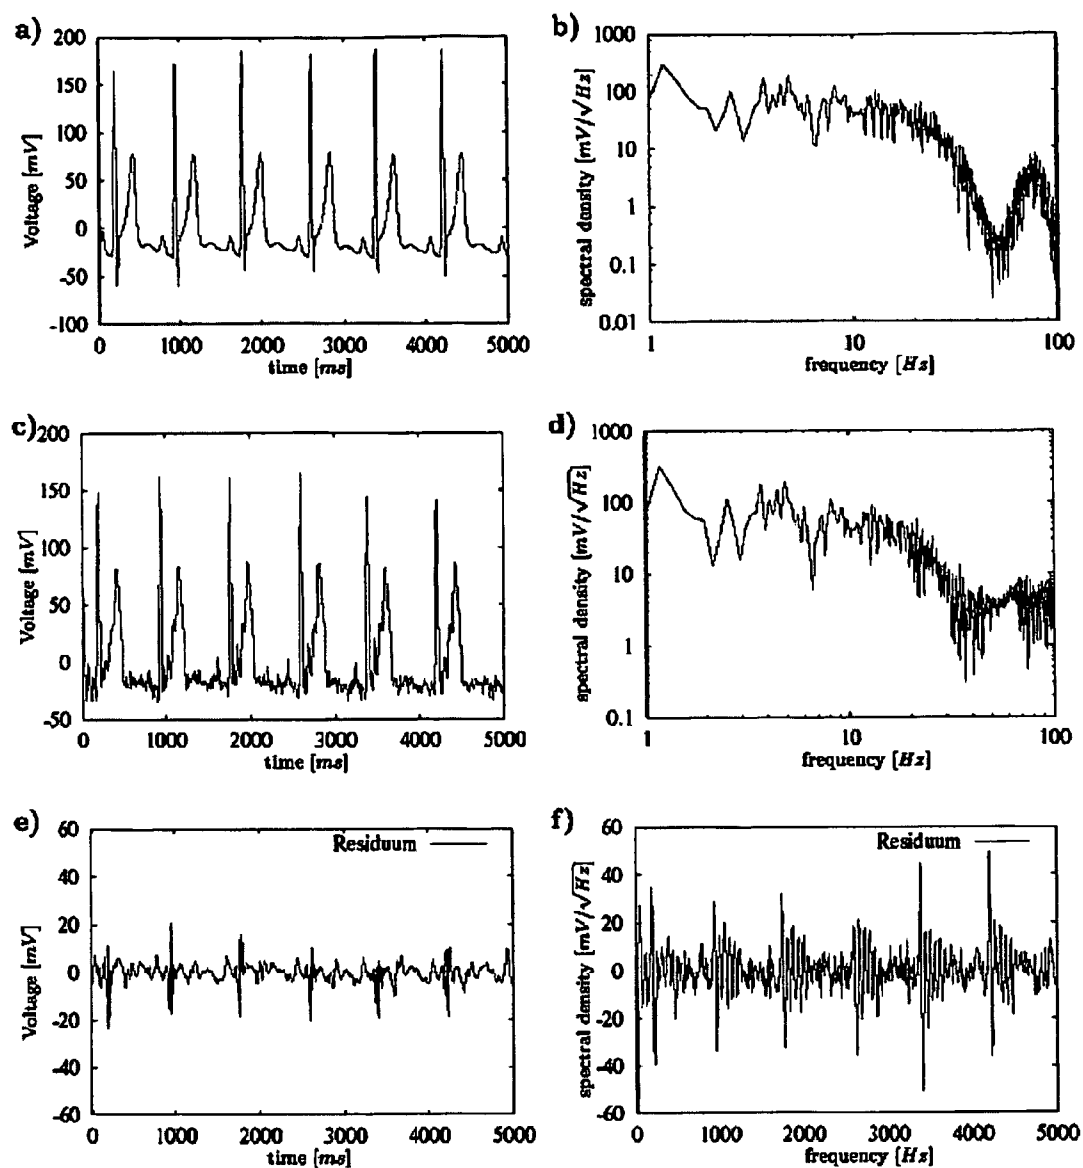 a)
200
150
100
50
0
-50
-100
Voltage [mV]
0 1000 2000 3000 4000 5000
time [ms]
b)
1000
100
10
1
0.1
0.01
spectral density [mV/√Hz]
1 10 100
frequency [Hz]
c)
200
150
100
50
0
-50
Voltage [mV]
0 1000 2000 3000 4000 5000
time [ms]
d)
1000
100
10
1
0.1
spectral density [mV/√Hz]
1 10 100
frequency [Hz]
e)
60
40
20
0
-20
-40
-60
Voltage [mV]
Residuum
0 1000 2000 3000 4000 5000
time [ms]
f)
60
40
20
0
-20
-40
-60
spectral density [mV/√Hz]
Residuum
0 1000 2000 3000 4000 5000
frequency [Hz]